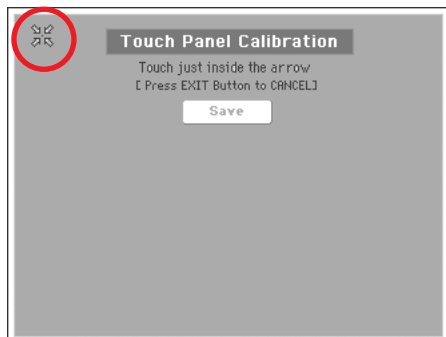 Touch Panel Calibration
Touch just inside the arrow
[ Press EXIT Button to CANCEL]
Save